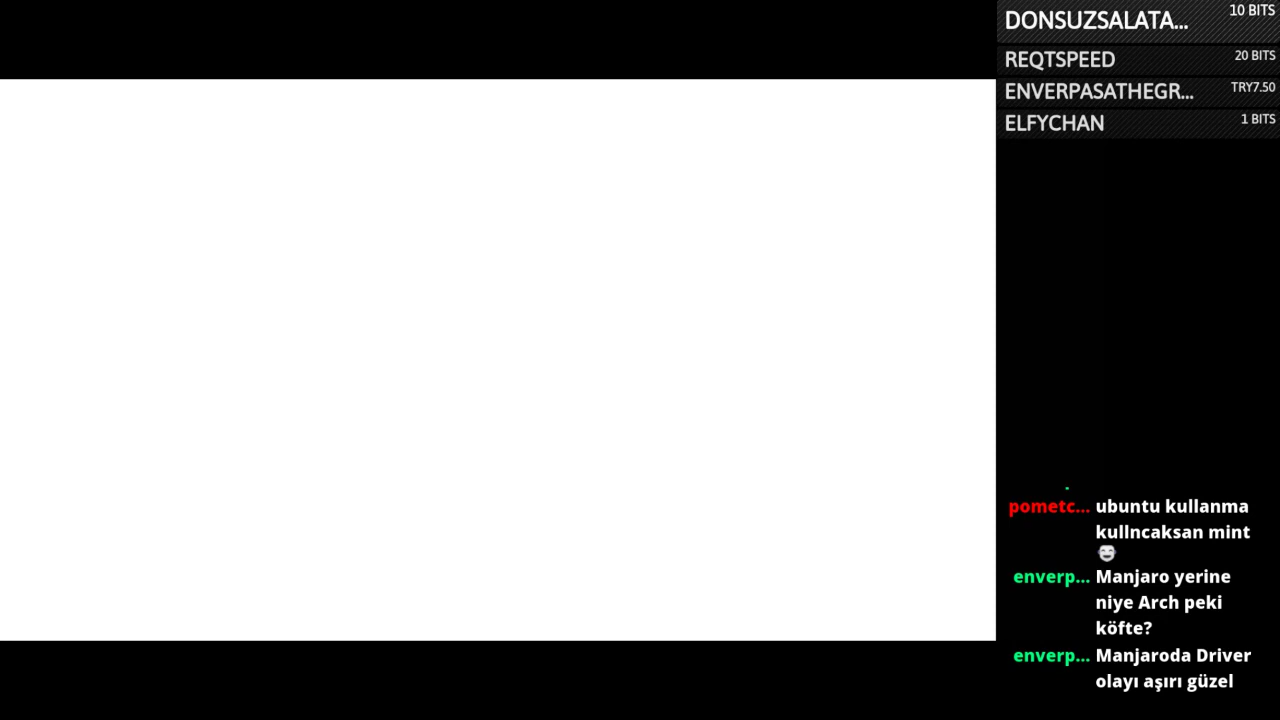 DONSUZSALATA... 10 BITS
REQTSPEED 20 BITS
ENVERPASATHEGR... TRY7.50
ELFYCHAN 1 BITS
pometc... ubuntu kullanma
kullncaksan mint
enverp... Manjaro yerine
niye Arch peki
köfte?
enverp... Manjaroda Driver
olayı aşırı güzel